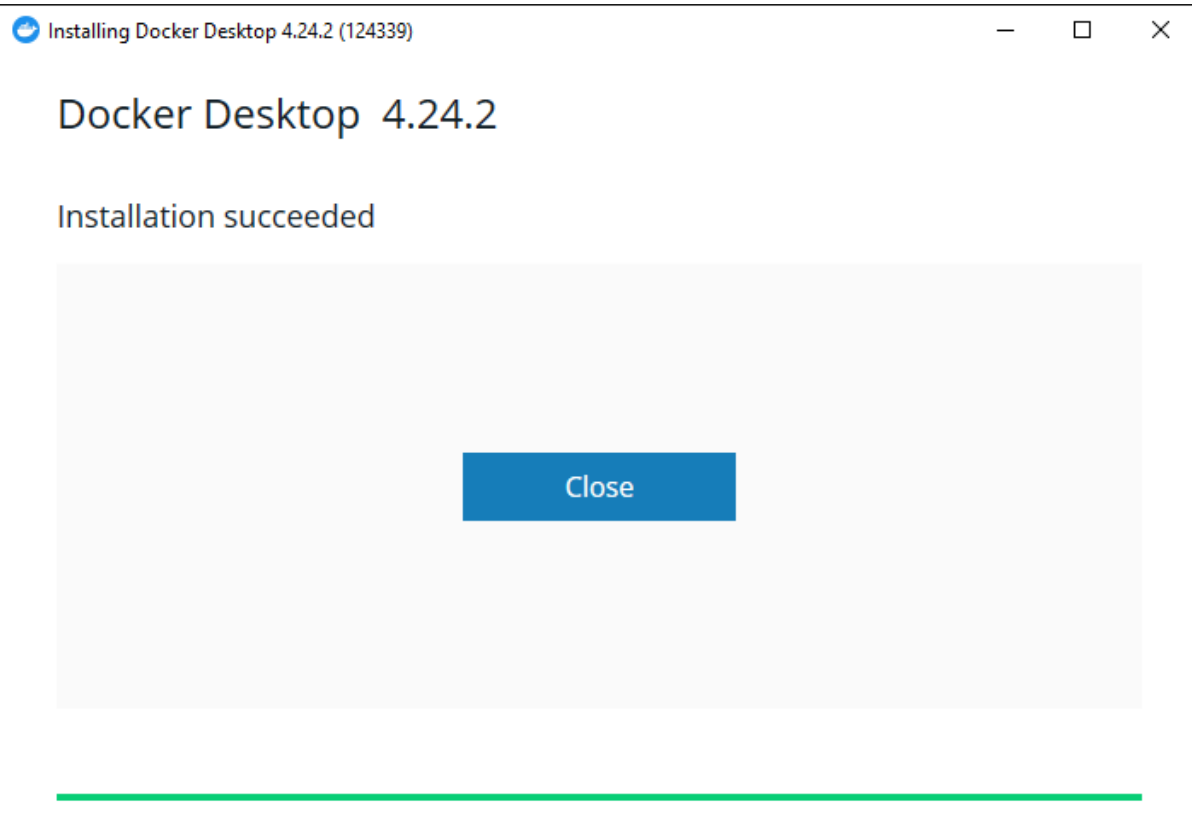 Installing Docker Desktop 4.24.2 (124339)
Docker Desktop 4.24.2
Installation succeeded
Close